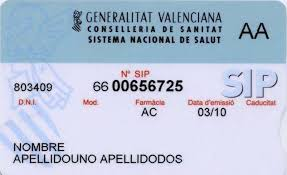 GENERALITAT VALENCIANA
CONSELLERIA DE SANITAT
SISTEMA NACIONAL DE SALUT
AA
Nº SIP
803409 66 00656725 SIP
D.N.I. Mod. Farmàcia Data d'emissió Caducitat
AC 03/10
NOMBRE
APELLIDOUNO APELLIDODOS